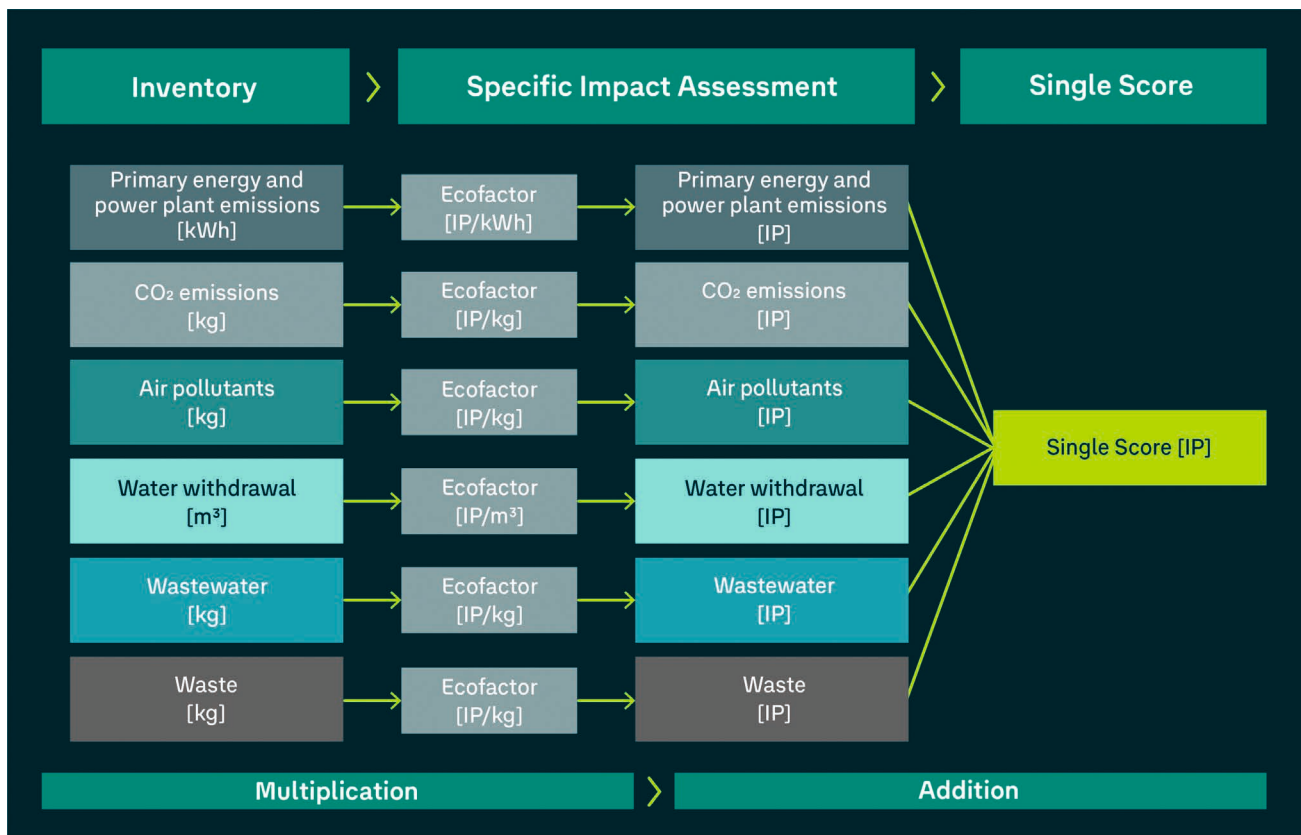 Inventory
>
Specific Impact Assessment
>
Single Score
Primary energy and
power plant emissions
[kWh]
Ecofactor
[IP/kWh]
Primary energy and
power plant emissions
[IP]
CO₂ emissions
[kg]
Ecofactor
[IP/kg]
CO₂ emissions
[IP]
Air pollutants
[kg]
Ecofactor
[IP/kg]
Air pollutants
[IP]
Single Score [IP]
Water withdrawal
[m³]
Ecofactor
[IP/m³]
Water withdrawal
[IP]
Wastewater
[kg]
Ecofactor
[IP/kg]
Wastewater
[IP]
Waste
[kg]
Ecofactor
[IP/kg]
Waste
[IP]
Multiplication
>
Addition